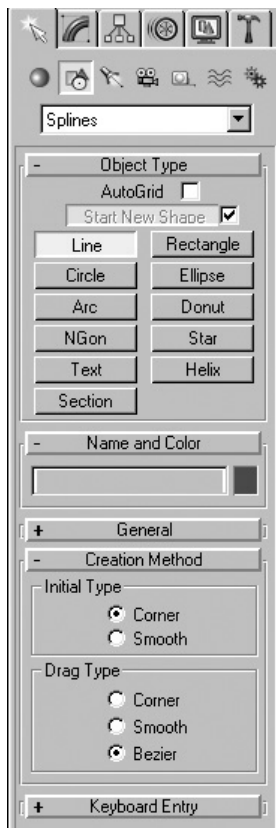 Splines
- Object Type
AutoGrid
Start New Shape
Line Rectangle
Circle Ellipse
Arc Donut
NGon Star
Text Helix
Section
- Name and Color
+ General
- Creation Method
Initial Type
Corner
Smooth
Drag Type
Corner
Smooth
Bezier
+ Keyboard Entry